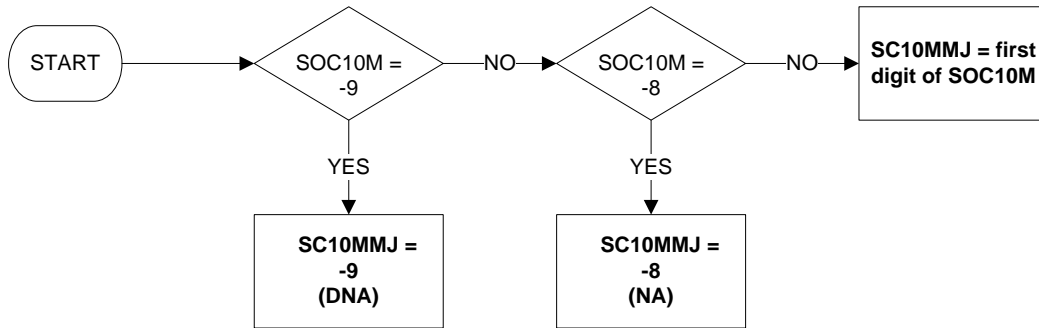 START
SOC10M =
-9
NO
SOC10M =
-8
NO
SC10MMJ = first
digit of SOC10M
YES
YES
SC10MMJ =
-9
(DNA)
SC10MMJ =
-8
(NA)